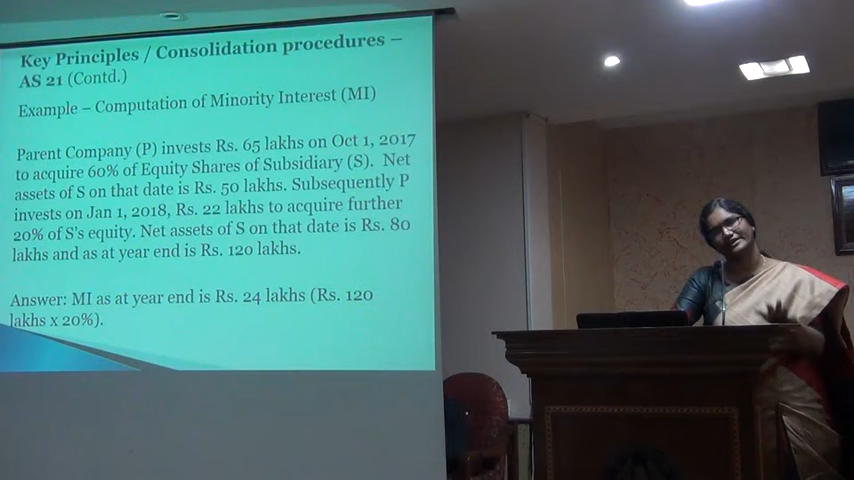 Key Principles / Consolidation procedures –
AS 21 (Contd.)
Example – Computation of Minority Interest (MI)
Parent Company (P) invests Rs. 65 lakhs on Oct 1, 2017
to acquire 60% of Equity Shares of Subsidiary (S). Net
assets of S on that date is Rs. 50 lakhs. Subsequently P
invests on Jan 1, 2018, Rs. 22 lakhs to acquire further
20% of S's equity. Net assets of S on that date is Rs. 80
lakhs and as at year end is Rs. 120 lakhs.
Answer: MI as at year end is Rs. 24 lakhs (Rs. 120
lakhs x 20%).